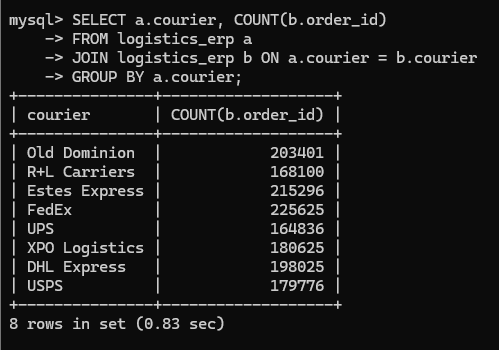 mysql> SELECT a.courier, COUNT(b.order_id)
    -> FROM logistics_erp a
    -> JOIN logistics_erp b ON a.courier = b.courier
    -> GROUP BY a.courier;
+---------------+-------------------+
| courier       | COUNT(b.order_id) |
+---------------+-------------------+
| Old Dominion  |            203401 |
| R+L Carriers  |            168100 |
| Estes Express |            215296 |
| FedEx         |            225625 |
| UPS           |            164836 |
| XPO Logistics |            180625 |
| DHL Express   |            198025 |
| USPS          |            179776 |
+---------------+-------------------+
8 rows in set (0.83 sec)